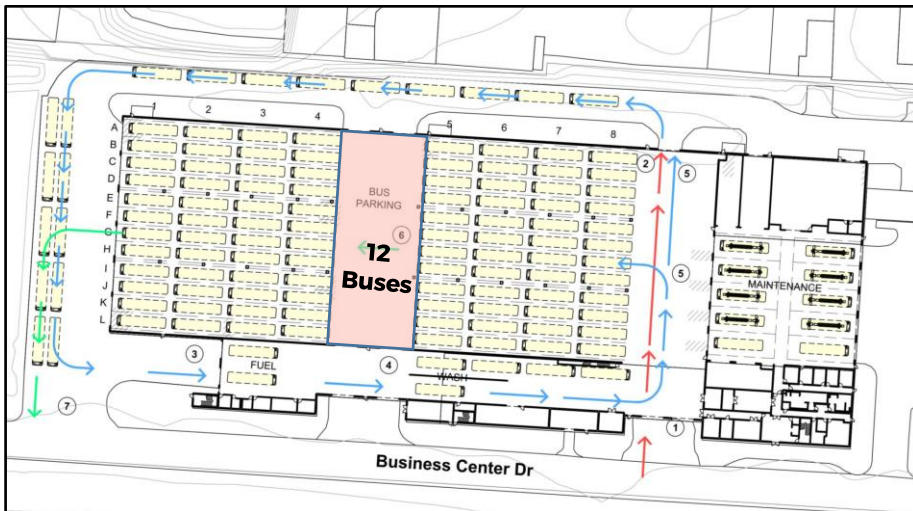 1
2
3
4
5
6
7
8
A
B
C
D
E
F
G
H
I
J
K
L
BUS
PARKING
6
12
Buses
2
5
5
MAINTENANCE
3
FUEL
4
WASH
7
1
Business Center Dr